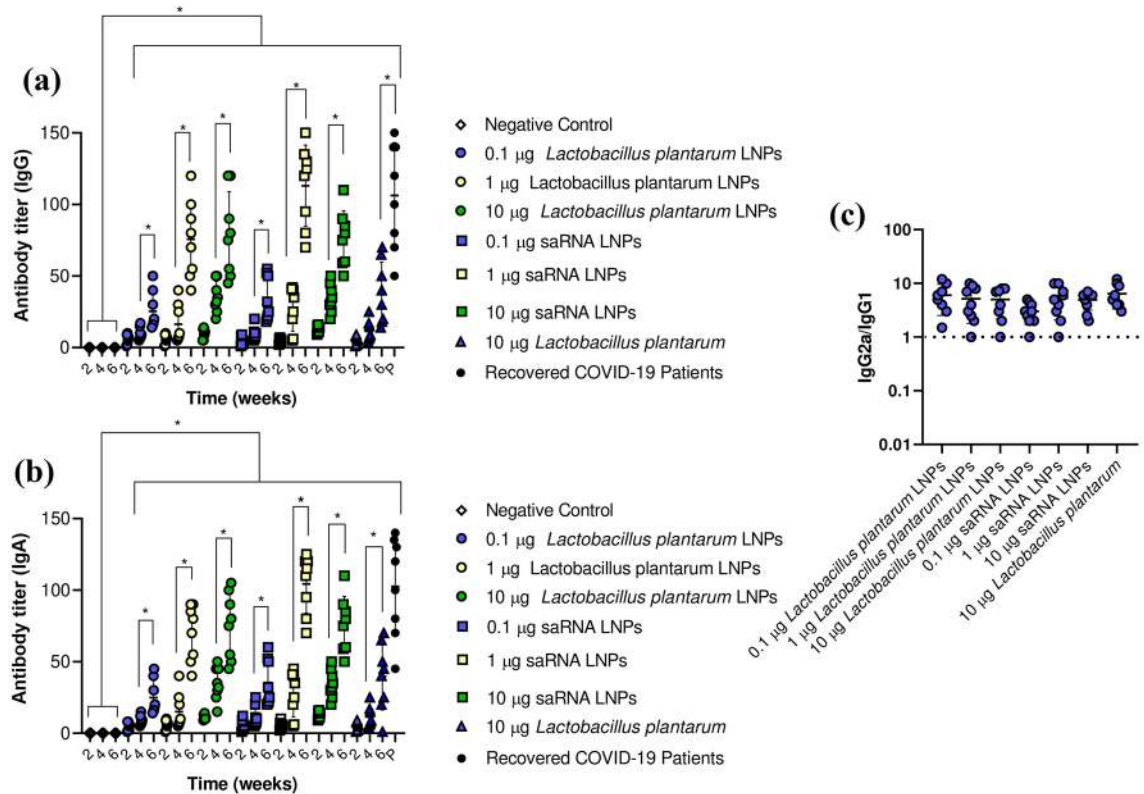 (a)
*
*
*
*
*
*
*
*
Antibody titer (IgG)
150
100
50
0
2 4 6 2 4 6 2 4 6 2 4 6 2 4 6 2 4 6 2 4 6 2 4 6 P
Time (weeks)
Negative Control
0.1 μg Lactobacillus plantarum LNPs
1 μg Lactobacillus plantarum LNPs
10 μg Lactobacillus plantarum LNPs
0.1 μg saRNA LNPs
1 μg saRNA LNPs
10 μg saRNA LNPs
10 μg Lactobacillus plantarum
Recovered COVID-19 Patients
(b)
*
*
*
*
*
*
*
*
Antibody titer (IgA)
150
100
50
0
2 4 6 2 4 6 2 4 6 2 4 6 2 4 6 2 4 6 2 4 6 2 4 6 P
Time (weeks)
Negative Control
0.1 μg Lactobacillus plantarum LNPs
1 μg Lactobacillus plantarum LNPs
10 μg Lactobacillus plantarum LNPs
0.1 μg saRNA LNPs
1 μg saRNA LNPs
10 μg saRNA LNPs
10 μg Lactobacillus plantarum
Recovered COVID-19 Patients
(c)
IgG2a/IgG1
100
10
1
0.1
0.01
0.1 μg Lactobacillus plantarum LNPs
1 μg Lactobacillus plantarum LNPs
10 μg Lactobacillus plantarum LNPs
0.1 μg saRNA LNPs
1 μg saRNA LNPs
10 μg saRNA LNPs
10 μg Lactobacillus plantarum